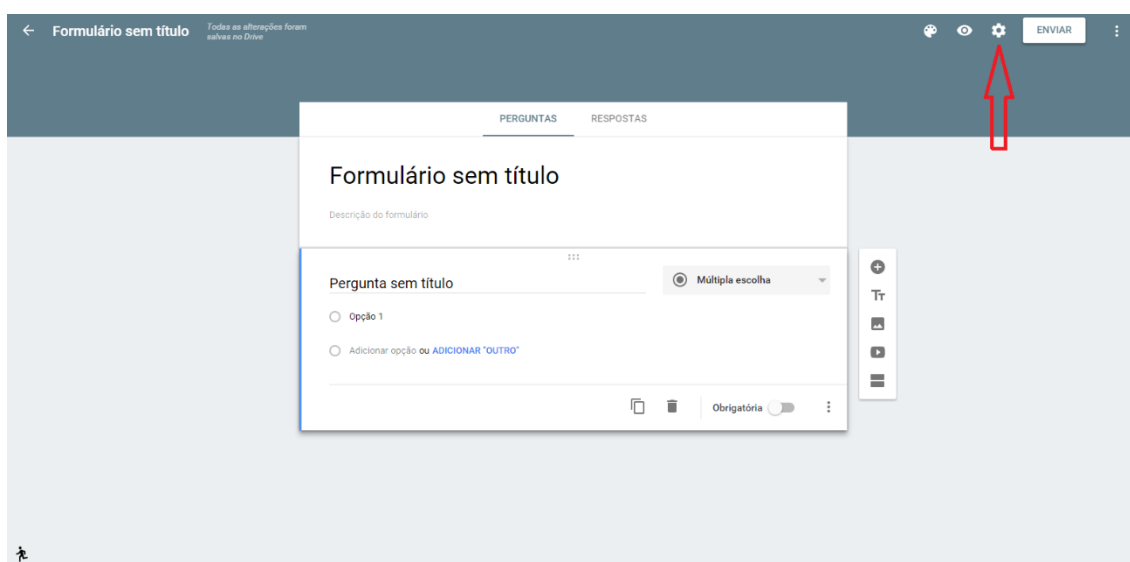 Formulário sem título
Todas as alterações foram
salvas no Drive
ENVIAR
PERGUNTAS RESPOSTAS
Formulário sem título
Descrição do formulário
Pergunta sem título
Múltipla escolha
Opção 1
Adicionar opção ou ADICIONAR "OUTRO"
Obrigatória